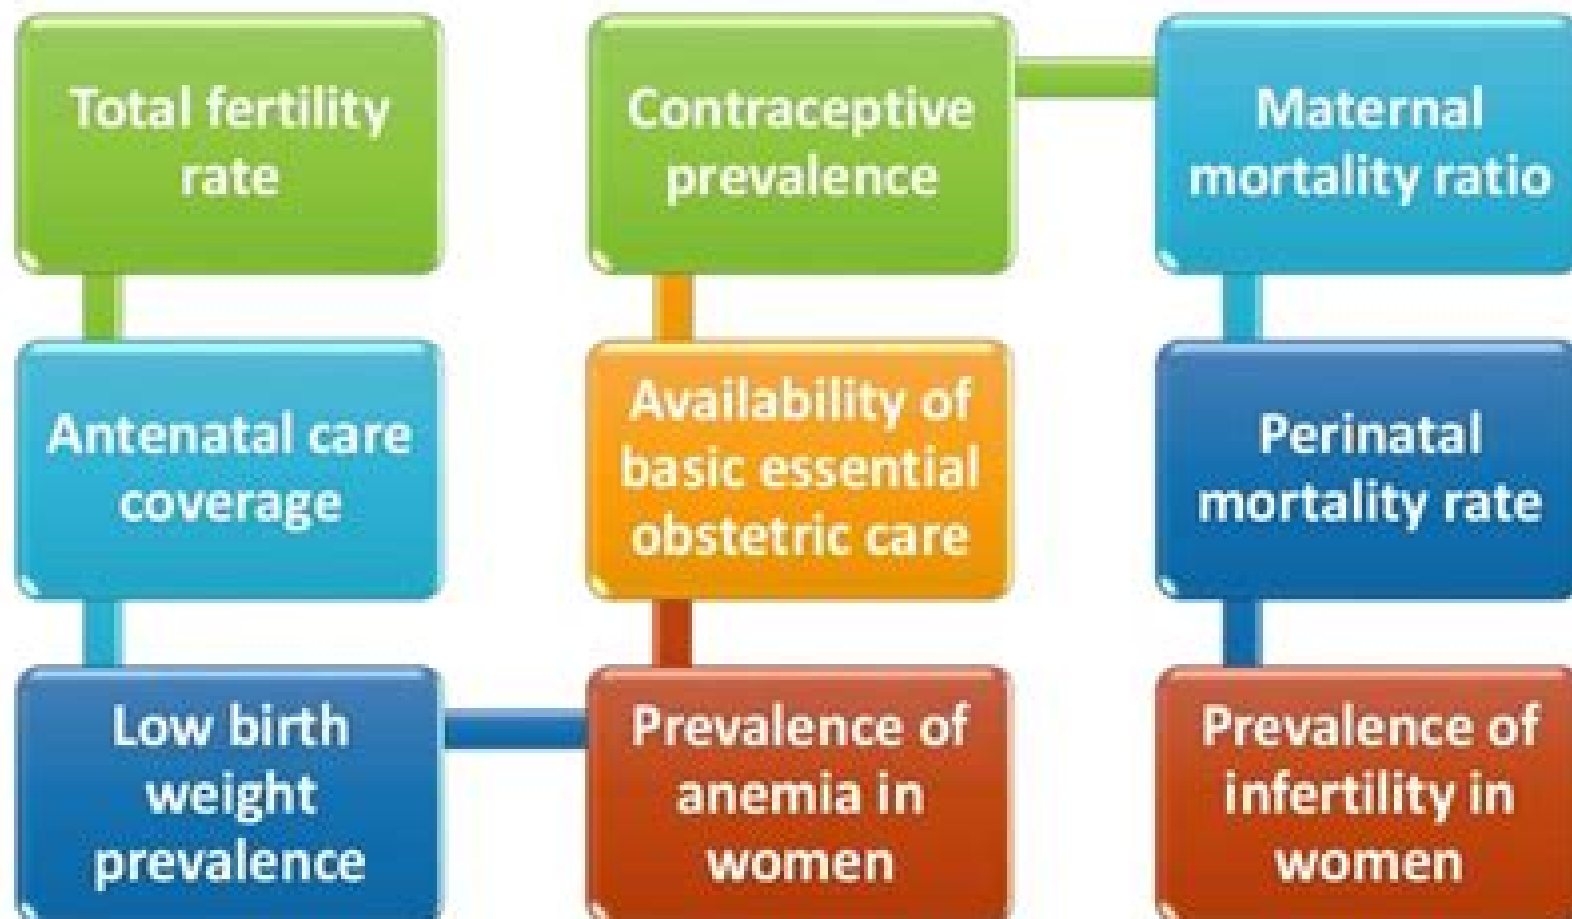 Total fertility
rate
Antenatal care
coverage
Low birth
weight
prevalence
Prevalence of
anemia in
women
Availability of
basic essential
obstetric care
Contraceptive
prevalence
Maternal
mortality ratio
Perinatal
mortality rate
Prevalence of
infertility in
women